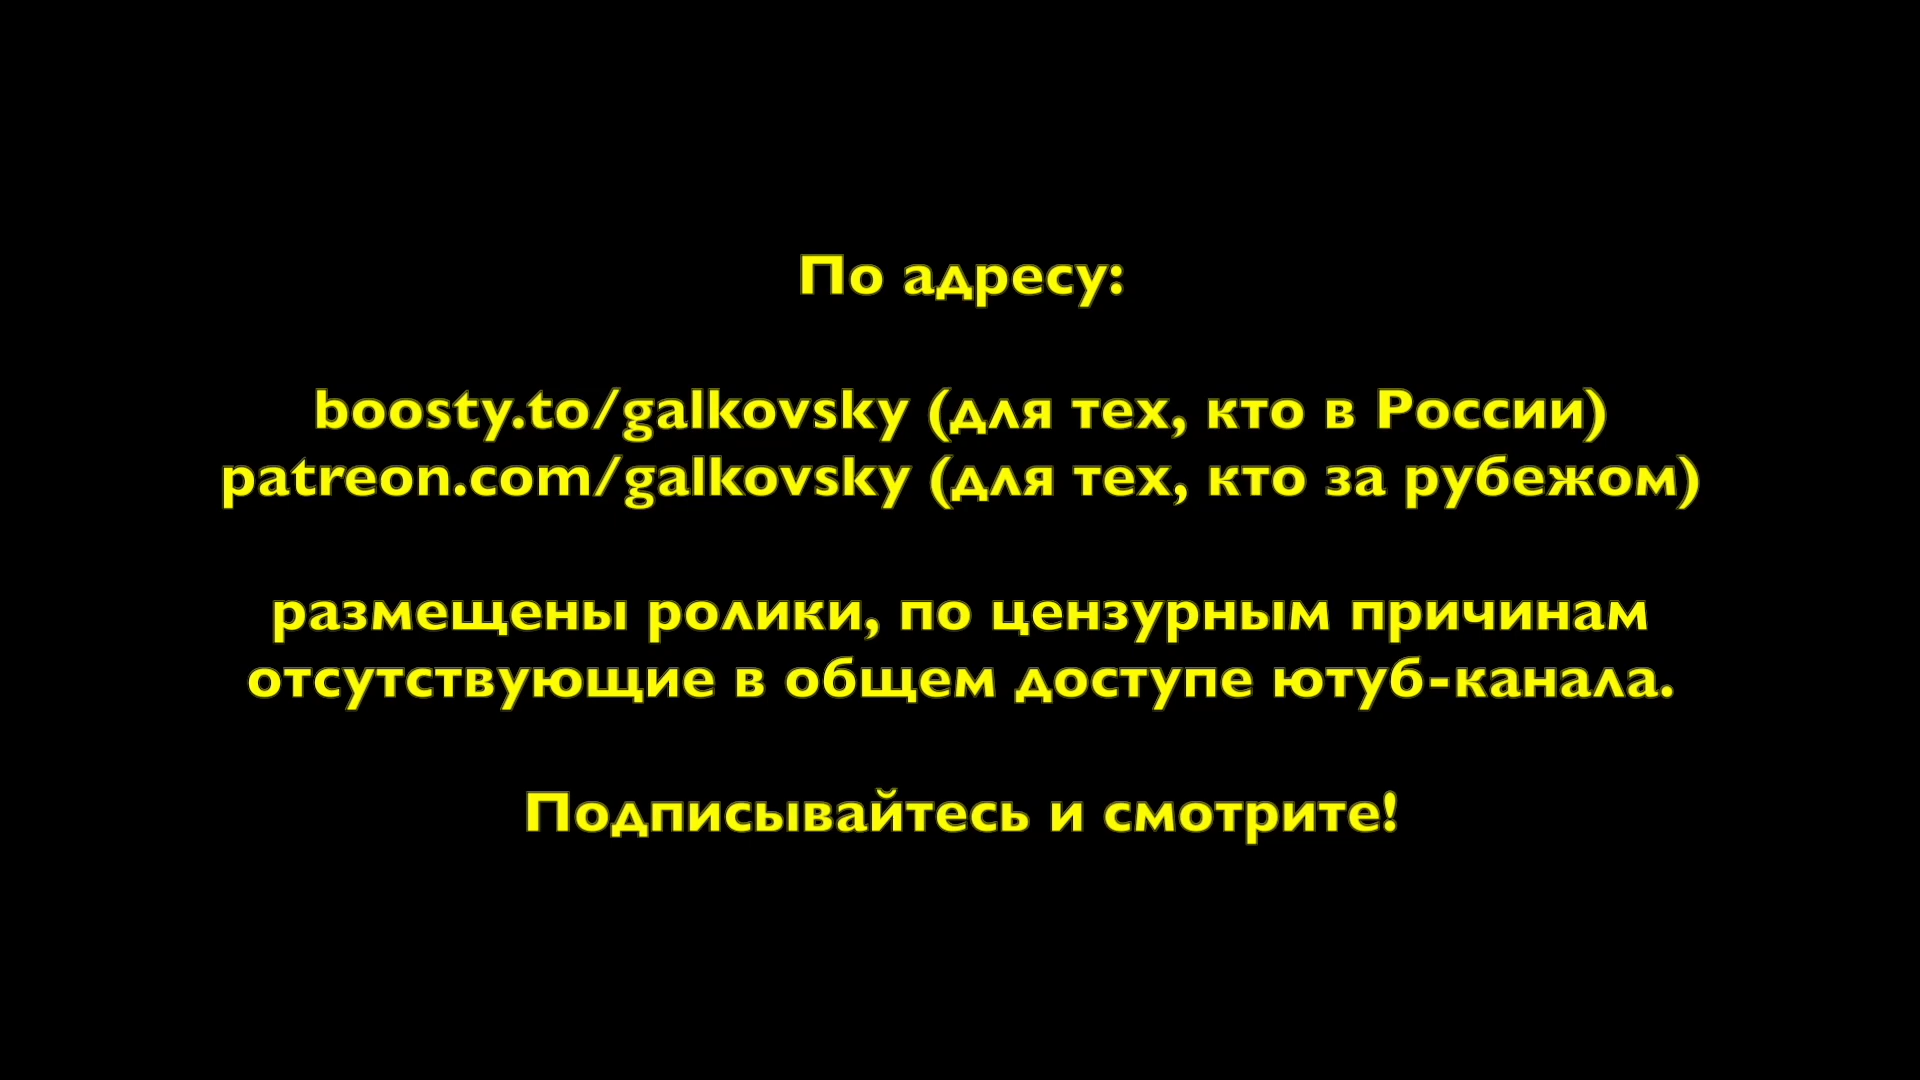 По адресу:
boosty.to/galkovsky (для тех, кто в России)
patreon.com/galkovsky (для тех, кто за рубежом)
размещены ролики, по цензурным причинам
отсутствующие в общем доступе ютуб-канала.
Подписывайтесь и смотрите!